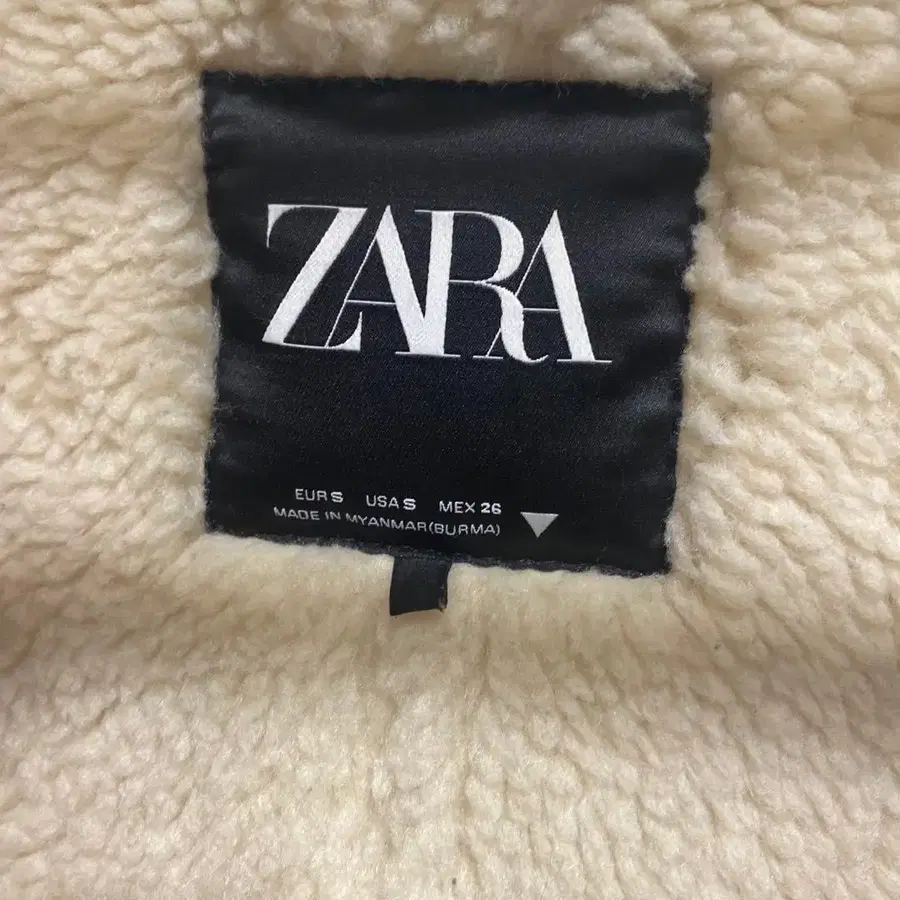 ZARA
EUR S USA S MEX 26
MADE IN MYANMAR(BURMA)